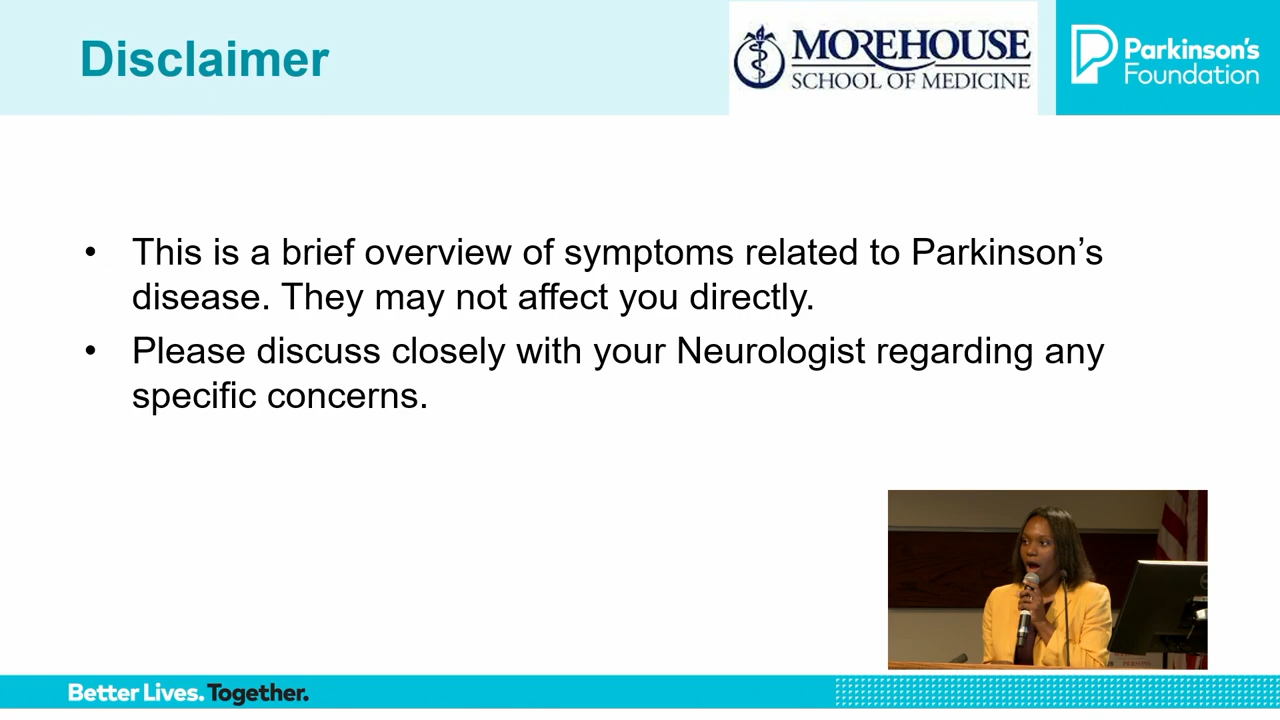 Disclaimer
MOREHOUSE
SCHOOL OF MEDICINE
Parkinson's
Foundation
• This is a brief overview of symptoms related to Parkinson’s
disease. They may not affect you directly.
• Please discuss closely with your Neurologist regarding any
specific concerns.
Better Lives. Together.